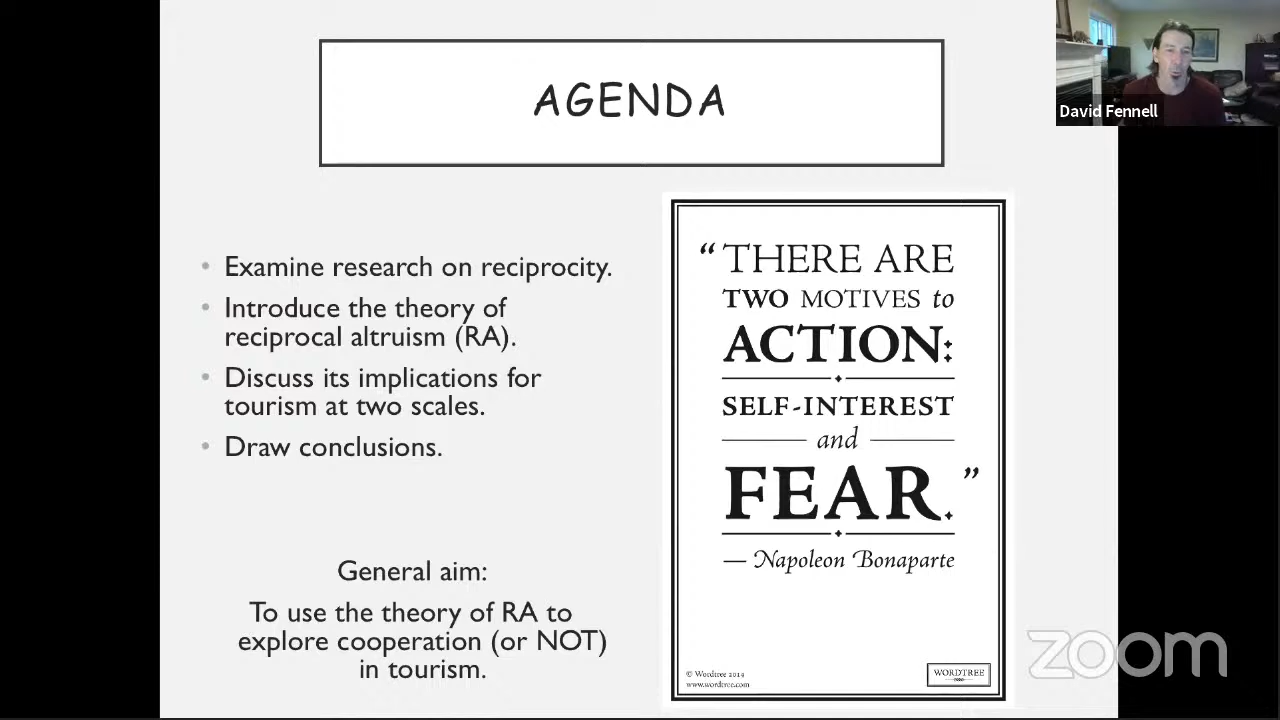 AGENDA
David Fennell
• Examine research on reciprocity.
• Introduce the theory of
reciprocal altruism (RA).
• Discuss its implications for
tourism at two scales.
• Draw conclusions.
General aim:
To use the theory of RA to
explore cooperation (or NOT)
in tourism.
“THERE ARE
TWO MOTIVES to
ACTION:
SELF-INTEREST
and
FEAR.”
— Napoleon Bonaparte
© Wordtree 2019
www.wordtree.com
WORDTREE
zoom